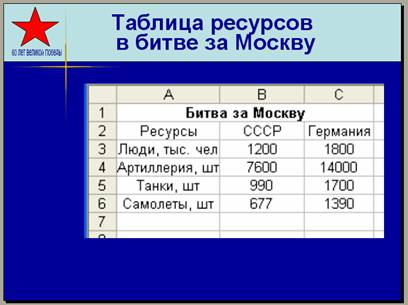 60 ЛЕТ ВЕЛИКОЙ ПОБЕДЫ
Таблица ресурсов
в битве за Москву
A B C
1 Битва за Москву
2 Ресурсы СССР Германия
3 Люди, тыс. чел 1200 1800
4 Артиллерия, шт 7600 14000
5 Танки, шт 990 1700
6 Самолеты, шт 677 1390
7